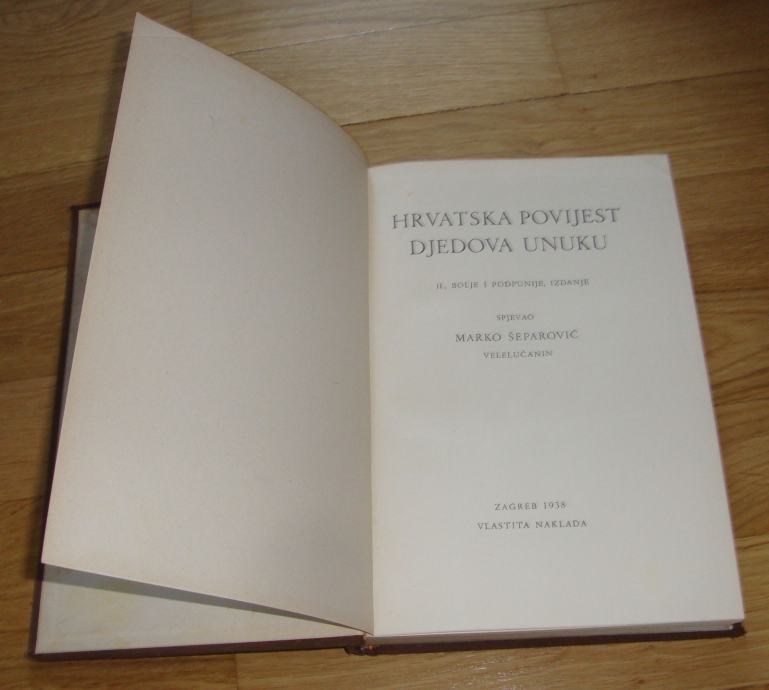 HRVATSKA POVIJEST
DJEDOVA UNUKU
II., BOLJE I PODPUNIJE, IZDANJE
SPJEVAO
MARKO ŠEPAROVIĆ
VELELUČANIN
ZAGREB 1938
VLASTITA NAKLADA